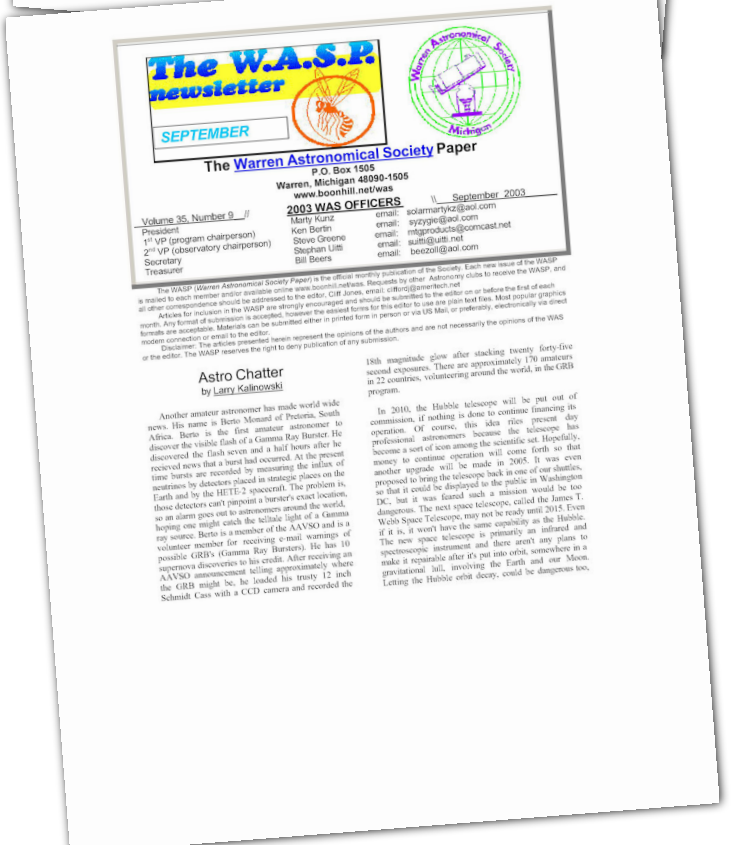 The W.A.S.P.
newsletter
SEPTEMBER
Warren Astronomical Society
Michigan
The Warren Astronomical Society Paper
P.O. Box 1505
Warren, Michigan 48090-1505
www.boonhill.net/was
Volume 35, Number 9 // 2003 WAS OFFICERS \\ September 2003
President Marty Kunz email: solarmartykz@aol.com
1st VP (program chairperson) Ken Bertin email: syzygie@aol.com
2nd VP (observatory chairperson) Steve Greene email: mtgproducts@comcast.net
Secretary Stephan Uitti email: suitti@uitti.net
Treasurer Bill Beers email: beezoll@aol.com
The WASP (Warren Astronomical Society Paper) is the official monthly publication of the Society. Each new issue of the WASP
is mailed to each member and/or available online www.boonhill.net/was. Requests by other Astronomy clubs to receive the WASP, and
all other correspondence should be addressed to the editor, Cliff Jones, email: cliffordj@ameritech.net
Articles for inclusion in the WASP are strongly encouraged and should be submitted to the editor on or before the first of each
month. Any format of submission is accepted, however the easiest forms for this editor to use are plain text files. Most popular graphics
formats are acceptable. Materials can be submitted either in printed form in person or via US Mail, or preferably, electronically via direct
modem connection or email to the editor.
Disclaimer: The articles presented herein represent the opinions of the authors and are not necessarily the opinions of the WAS
or the editor. The WASP reserves the right to deny publication of any submission.
Astro Chatter
by Larry Kalinowski
Another amateur astronomer has made world wide
news. His name is Berto Monard of Pretoria, South
Africa. Berto is the first amateur astronomer to
discover the visible flash of a Gamma Ray Burster. He
discovered the flash seven and a half hours after he
recieved news that a burst had occurred. At the present
time bursts are recorded by measuring the influx of
neutrinos by detectors placed in strategic places on the
Earth and by the HETE-2 spacecraft. The problem is,
those detectors can't pinpoint a burster's exact location,
so an alarm goes out to astronomers around the world,
hoping one might catch the telltale light of a Gamma
ray source. Berto is a member of the AAVSO and is a
volunteer member for receiving e-mail warnings of
possible GRB's (Gamma Ray Bursters). He has 10
supernova discoveries to his credit. After receiving an
AAVSO announcement telling approximately where
the GRB might be, he loaded his trusty 12 inch
Schmidt Cass with a CCD camera and recorded the
18th magnitude glow after stacking twenty forty-five
second exposures. There are approximately 170 amateurs
in 22 countries, volunteering around the world, in the GRB
program.
In 2010, the Hubble telescope will be put out of
commission, if nothing is done to continue financing its
operation. Of course, this idea riles present day
professional astronomers because the telescope has
become a sort of icon among the scientific set. Hopefully,
money to continue operation will come forth so that
another upgrade will be made in 2005. It was even
proposed to bring the telescope back in one of our shuttles,
so that it could be displayed to the public in Washington
DC, but it was feared such a mission would be too
dangerous. The next space telescope, called the James T.
Webb Space Telescope, may not be ready until 2015. Even
if it is, it won't have the same capability as the Hubble.
The new space telescope is primarily an infrared and
spectroscopic instrument and there aren't any plans to
make it repairable after it's put into orbit, somewhere in a
gravitational hill, involving the Earth and our Moon.
Letting the Hubble orbit decay, could be dangerous too,